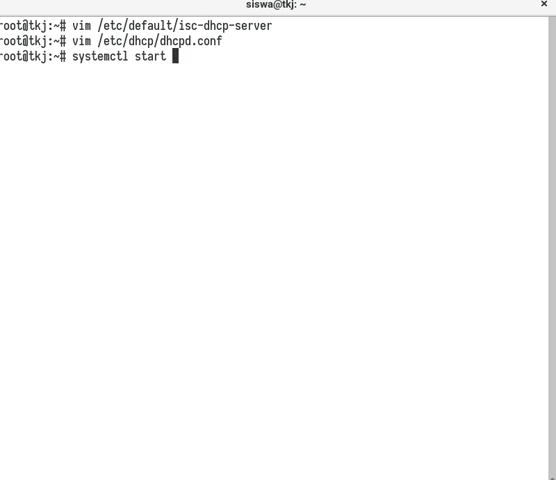 siswa@tkj: ~
root@tkj:~# vim /etc/default/isc-dhcp-server
root@tkj:~# vim /etc/dhcp/dhcpd.conf
root@tkj:~# systemctl start